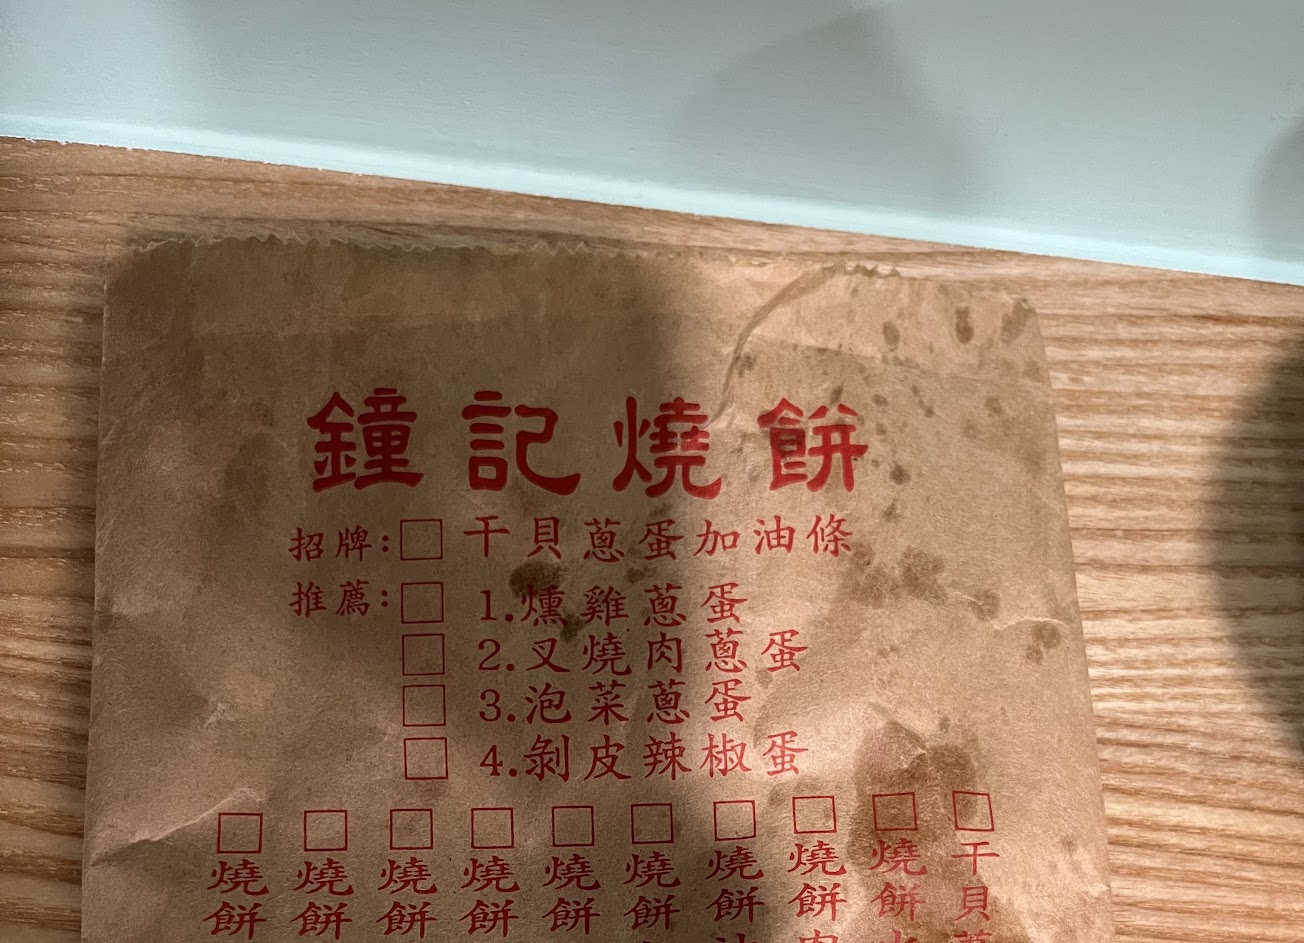 鐘記燒餅
招牌:□干貝蔥蛋加油條
推薦:□1.燻雞蔥蛋
□2.叉燒肉蔥蛋
□3.泡菜蔥蛋
□4.剝皮辣椒蛋
□干貝
□燒餅
□燒餅
□燒餅
□燒餅
□燒餅
□燒餅
□燒餅
□燒餅
□燒餅